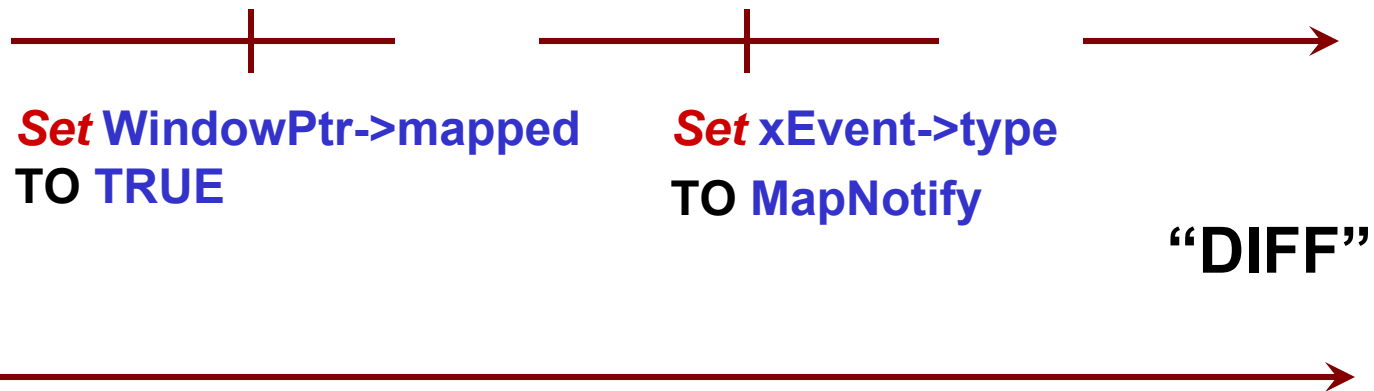 Set WindowPtr->mapped
TO TRUE
Set xEvent->type
TO MapNotify
“DIFF”